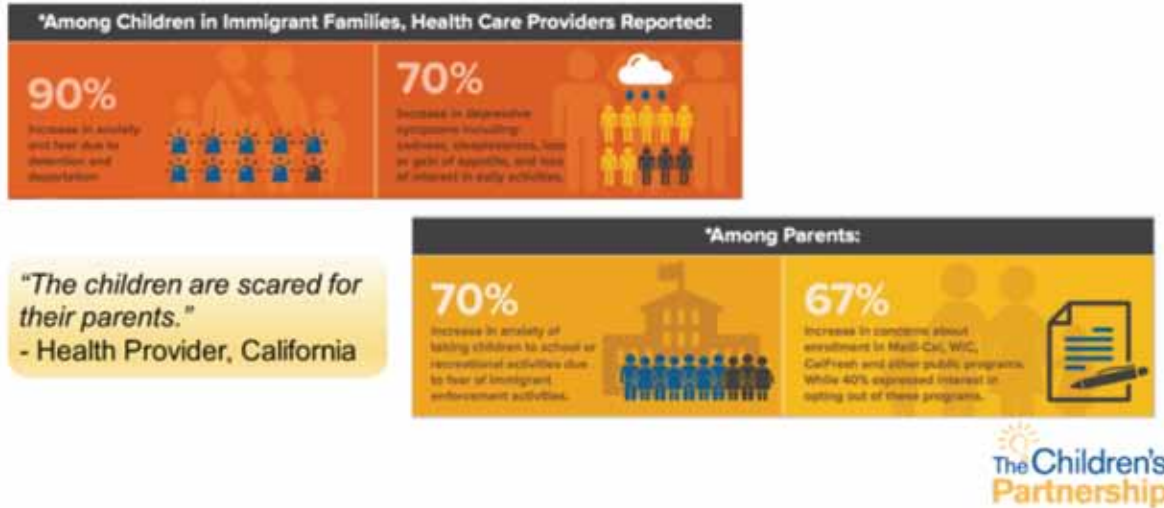 *Among Children in Immigrant Families, Health Care Providers Reported:
90%
Increase in anxiety
and fear due to
detention and
deportation
70%
Increase in depressive
symptoms including:
sadness, sleeplessness, loss
or gain of appetite, and loss
of interest in daily activities.
"The children are scared for
their parents."
- Health Provider, California
*Among Parents:
70%
Increase in anxiety of
taking children to school or
recreational activities due
to fear of immigrant
enforcement activities.
67%
Increase in concerns about
enrollment in Medi-Cal, WIC,
CalFresh and other public programs.
While 40% expressed interest in
opting out of these programs.
The Children's
Partnership